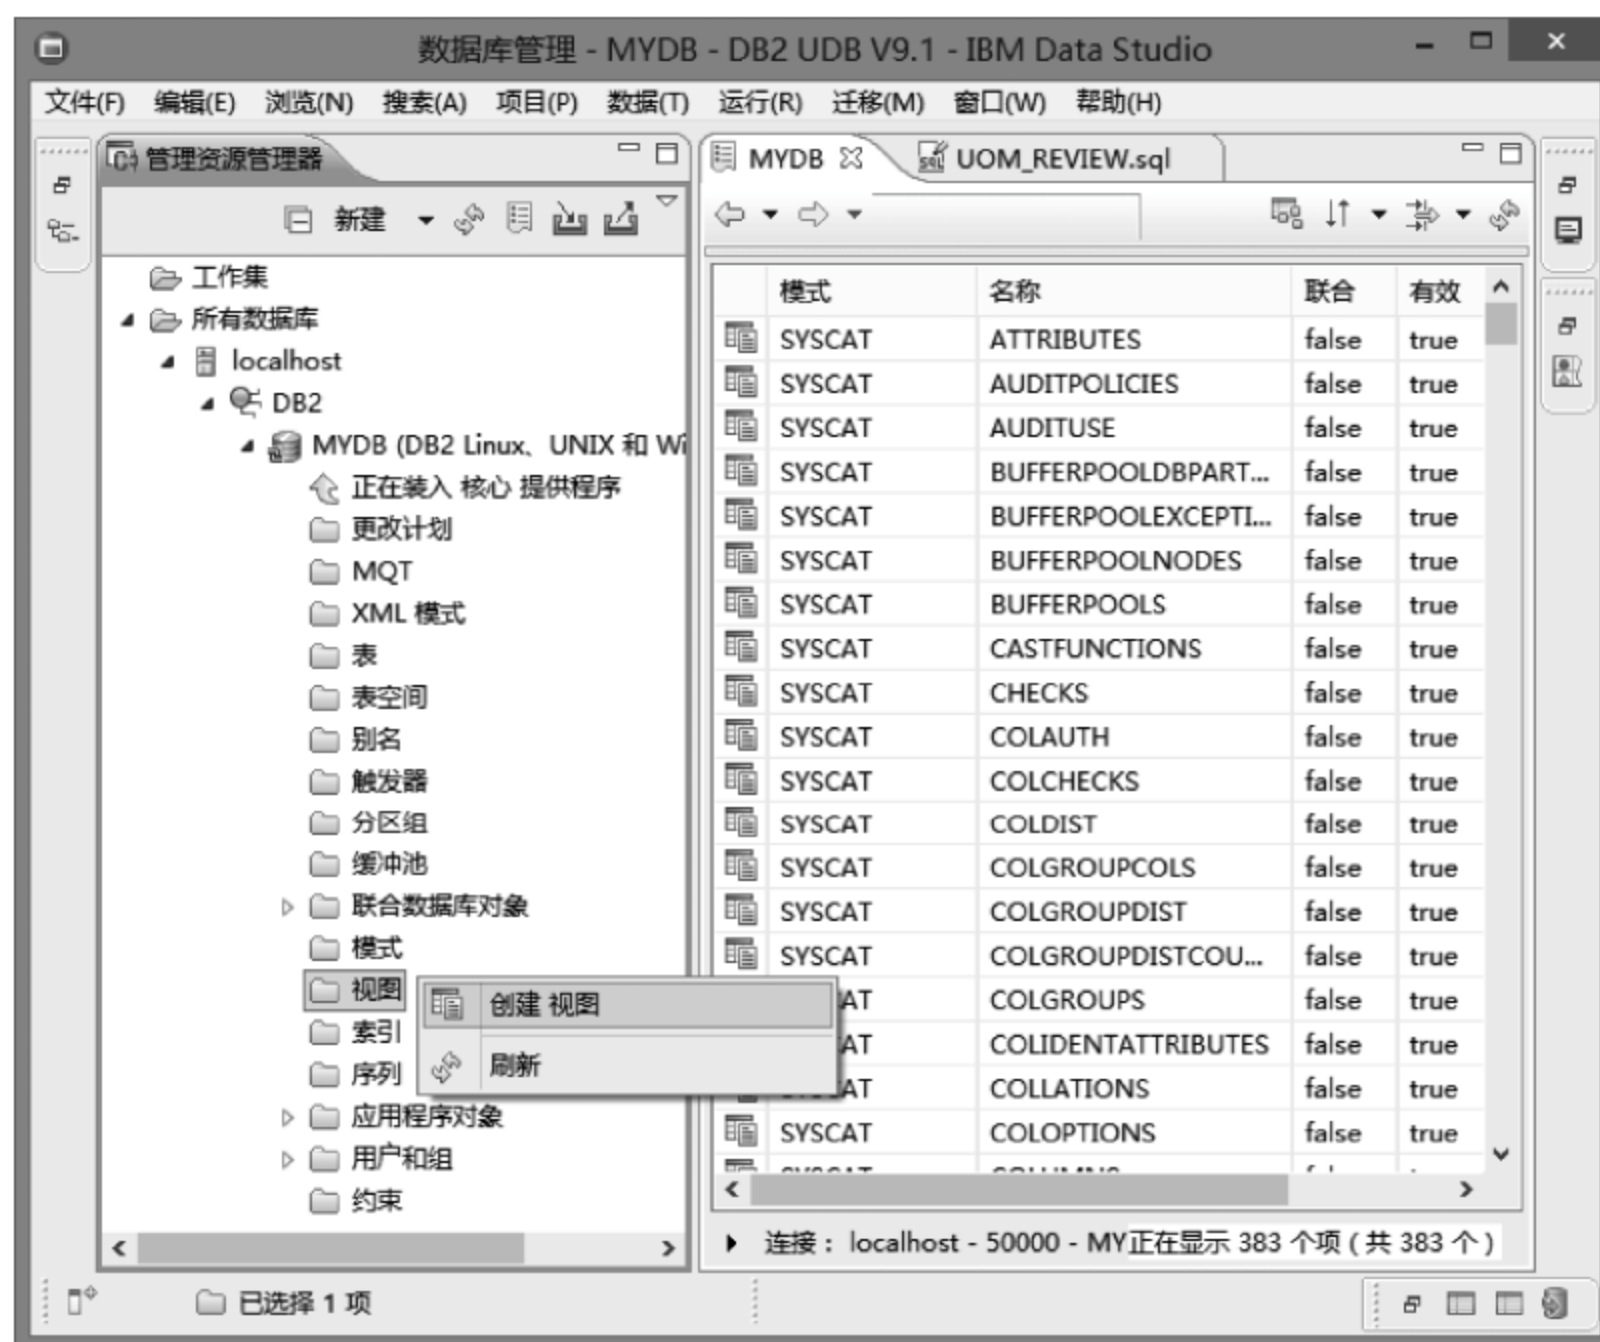 数据库管理 - MYDB - DB2 UDB V9.1 - IBM Data Studio
文件(F) 编辑(E) 浏览(N) 搜索(A) 项目(P) 数据(T) 运行(R) 迁移(M) 窗口(W) 帮助(H)
管理资源管理器
新建
工作集
所有数据库
localhost
DB2
MYDB (DB2 Linux、UNIX 和 Wi
正在装入 核心 提供程序
更改计划
MQT
XML 模式
表
表空间
别名
触发器
分区组
缓冲池
联合数据库对象
模式
视图
索引
序列
应用程序对象
用户和组
约束
创建 视图
刷新
MYDB UOM_REVIEW.sql
模式 名称 联合 有效
SYSCAT ATTRIBUTES false true
SYSCAT AUDITPOLICIES false true
SYSCAT AUDITUSE false true
SYSCAT BUFFERPOOLDBPART... false true
SYSCAT BUFFERPOOLEXCEPTI... false true
SYSCAT BUFFERPOOLNODES false true
SYSCAT BUFFERPOOLS false true
SYSCAT CASTFUNCTIONS false true
SYSCAT CHECKS false true
SYSCAT COLAUTH false true
SYSCAT COLCHECKS false true
SYSCAT COLDIST false true
SYSCAT COLGROUPCOLS false true
SYSCAT COLGROUPDIST false true
SYSCAT COLGROUPDISTCOU... false true
AT COLGROUPS false true
AT COLIDENTATTRIBUTES false true
AT COLLATIONS false true
SYSCAT COLOPTIONS false true
连接： localhost - 50000 - MY正在显示 383 个项 ( 共 383 个 )
已选择 1 项